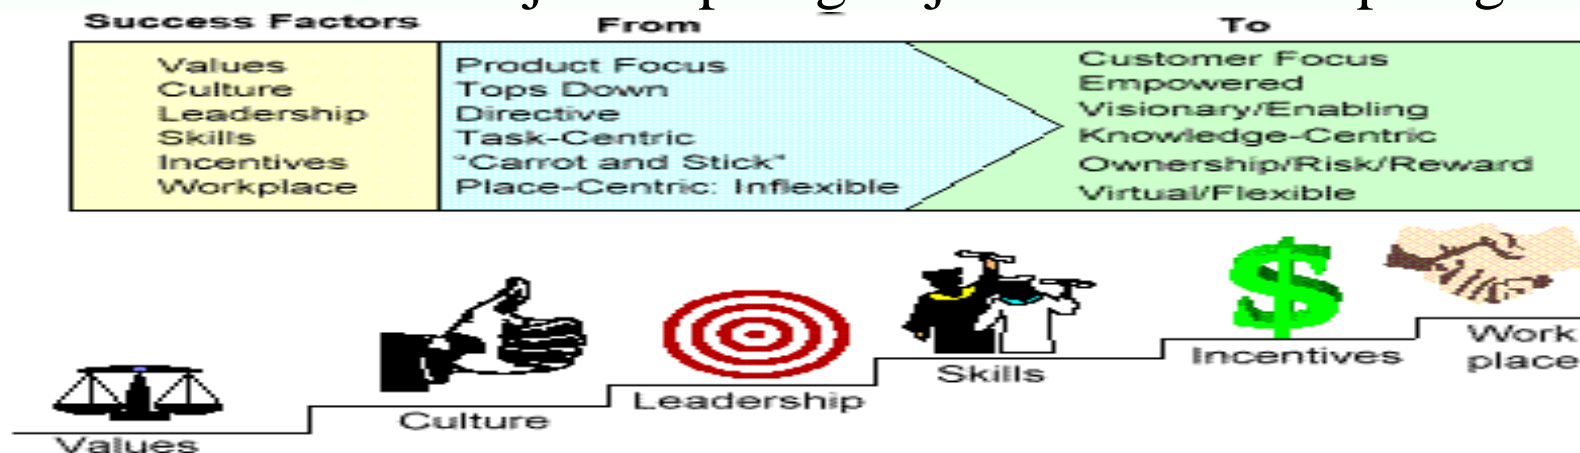 Success Factors From To
Values Product Focus Customer Focus
Culture Tops Down Empowered
Leadership Directive Visionary/Enabling
Skills Task-Centric Knowledge-Centric
Incentives "Carrot and Stick" Ownership/Risk/Reward
Workplace Place-Centric: Inflexible Virtual/Flexible
Work
place
Incentives
Skills
Leadership
Culture
Values